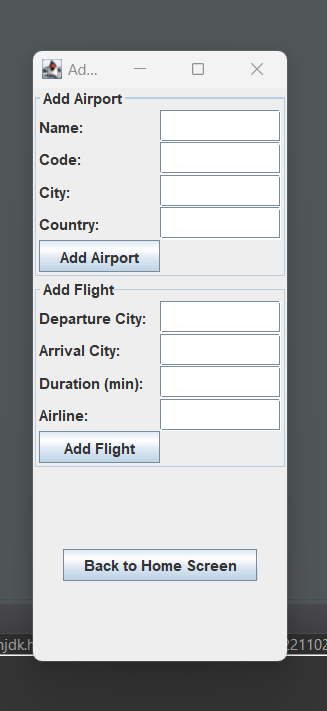 Ad...
Add Airport
Name:
Code:
City:
Country:
Add Airport
Add Flight
Departure City:
Arrival City:
Duration (min):
Airline:
Add Flight
Back to Home Screen
njdk.h
221102